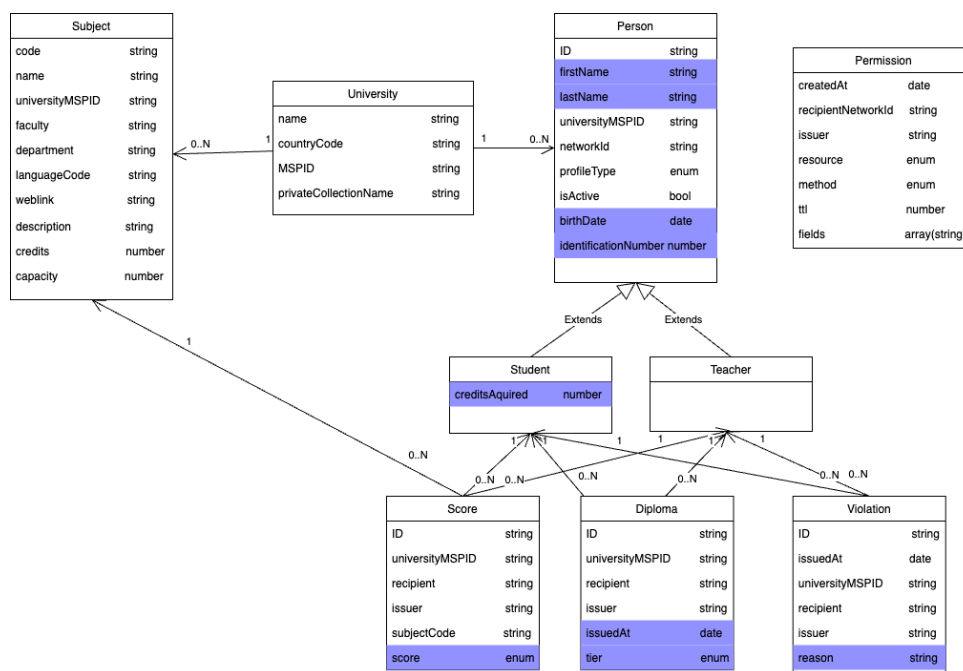 Subject
code string
name string
universityMSPID string
faculty string
department string
languageCode string
weblink string
description string
credits number
capacity number
University
name string
countryCode string
MSPID string
privateCollectionName string
0..N 1
1 0..N
Person
ID string
firstName string
lastName string
universityMSPID string
networkId string
profileType enum
isActive bool
birthDate date
identificationNumber number
Permission
createdAt date
recipientNetworkId string
issuer string
resource enum
method enum
ttl number
fields array(string
Extends
Extends
Student
creditsAquired number
Teacher
1
1
1
1
1
1
1
0..N
0..N
0..N
0..N
0..N
0..N
Score
ID string
universityMSPID string
recipient string
issuer string
subjectCode string
score enum
Diploma
ID string
universityMSPID string
recipient string
issuer string
issuedAt date
tier enum
Violation
ID string
issuedAt date
universityMSPID string
recipient string
issuer string
reason string